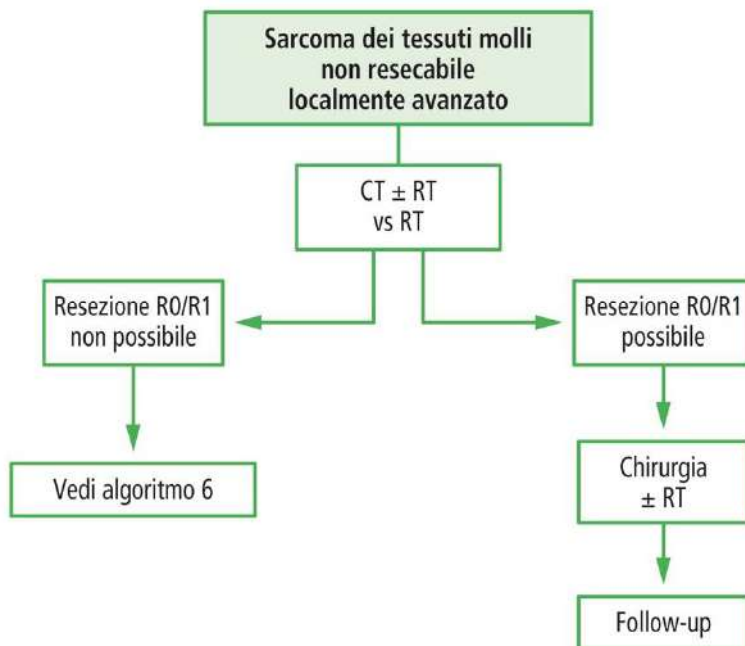 Sarcoma dei tessuti molli
non resecabile
localmente avanzato
CT ± RT
vs RT
Resezione R0/R1
non possibile
Resezione R0/R1
possibile
Vedi algoritmo 6
Chirurgia
± RT
Follow-up